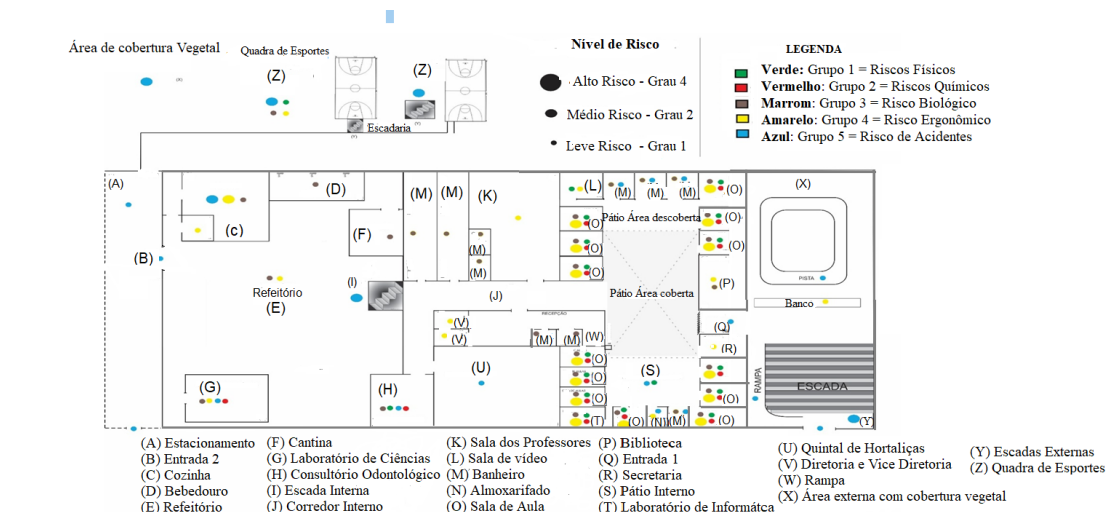 Área de cobertura Vegetal
Quadra de Esportes
(Z)
(Z)
Escadaria
Nível de Risco
Alto Risco - Grau 4
Médio Risco - Grau 2
Leve Risco - Grau 1
LEGENDA
Verde: Grupo 1 = Riscos Físicos
Vermelho: Grupo 2 = Riscos Químicos
Marrom: Grupo 3 = Risco Biológico
Amarelo: Grupo 4 = Risco Ergonômico
Azul: Grupo 5 = Risco de Acidentes
(A)
(D)
(M)
(M)
(K)
(L)
(M)
(M)
(M)
(O)
(X)
(c)
(F)
Pátio Área descoberta
(O)
(O)
(O)
(O)
(O)
(B)
(M)
(M)
(I)
Refeitório
(E)
(J)
Pátio Área coberta
(P)
PISTA
Banco
RECEPÇÃO
(V)
(V)
(M)
(M)
(W)
(Q)
(R)
(U)
(S)
(O)
(O)
(O)
(T)
(O)
(N)
(M)
(O)
(O)
RAMPA
ESCADA
(Y)
(G)
(H)
(A) Estacionamento
(B) Entrada 2
(C) Cozinha
(D) Bebedouro
(E) Refeitório
(F) Cantina
(G) Laboratório de Ciências
(H) Consultório Odontológico
(I) Escada Interna
(J) Corredor Interno
(K) Sala dos Professores
(L) Sala de vídeo
(M) Banheiro
(N) Almoxarifado
(O) Sala de Aula
(P) Biblioteca
(Q) Entrada 1
(R) Secretaria
(S) Pátio Interno
(T) Laboratório de Informátca
(U) Quintal de Hortaliças
(V) Diretoria e Vice Diretoria
(W) Rampa
(X) Área externa com cobertura vegetal
(Y) Escadas Externas
(Z) Quadra de Esportes